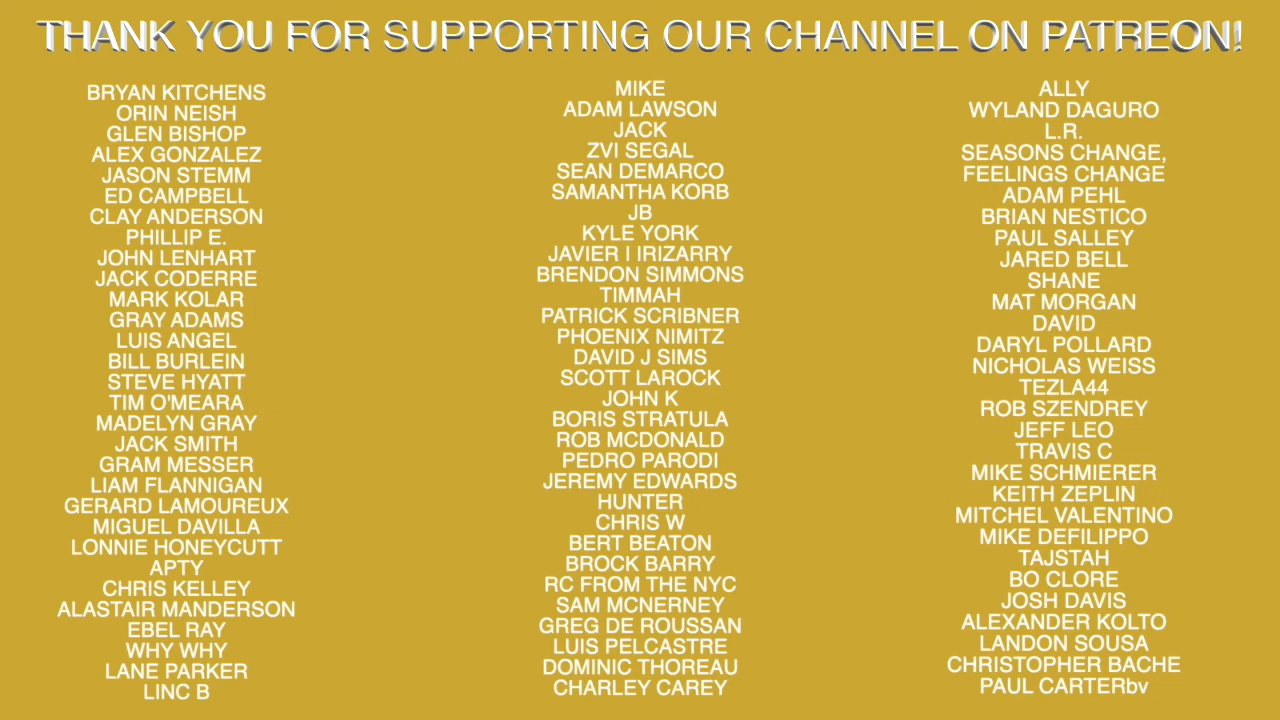 THANK YOU FOR SUPPORTING OUR CHANNEL ON PATREON!
BRYAN KITCHENS
ORIN NEISH
GLEN BISHOP
ALEX GONZALEZ
JASON STEMM
ED CAMPBELL
CLAY ANDERSON
PHILLIP E.
JOHN LENHART
JACK CODERRE
MARK KOLAR
GRAY ADAMS
LUIS ANGEL
BILL BURLEIN
STEVE HYATT
TIM O'MEARA
MADELYN GRAY
JACK SMITH
GRAM MESSER
LIAM FLANNIGAN
GERARD LAMOUREUX
MIGUEL DAVILLA
LONNIE HONEYCUTT
APTY
CHRIS KELLEY
ALASTAIR MANDERSON
EBEL RAY
WHY WHY
LANE PARKER
LINC B
MIKE
ADAM LAWSON
JACK
ZVI SEGAL
SEAN DEMARCO
SAMANTHA KORB
JB
KYLE YORK
JAVIER I IRIZARRY
BRENDON SIMMONS
TIMMAH
PATRICK SCRIBNER
PHOENIX NIMITZ
DAVID J SIMS
SCOTT LAROCK
JOHN K
BORIS STRATULA
ROB MCDONALD
PEDRO PARODI
JEREMY EDWARDS
HUNTER
CHRIS W
BERT BEATON
BROCK BARRY
RC FROM THE NYC
SAM MCNERNEY
GREG DE ROUSSAN
LUIS PELCASTRE
DOMINIC THOREAU
CHARLEY CAREY
ALLY
WYLAND DAGURO
L.R.
SEASONS CHANGE,
FEELINGS CHANGE
ADAM PEHL
BRIAN NESTICO
PAUL SALLEY
JARED BELL
SHANE
MAT MORGAN
DAVID
DARYL POLLARD
NICHOLAS WEISS
TEZLA44
ROB SZENDREY
JEFF LEO
TRAVIS C
MIKE SCHMIERER
KEITH ZEPLIN
MITCHEL VALENTINO
MIKE DEFILIPPO
TAJSTAH
BO CLORE
JOSH DAVIS
ALEXANDER KOLTO
LANDON SOUSA
CHRISTOPHER BACHE
PAUL CARTERbv